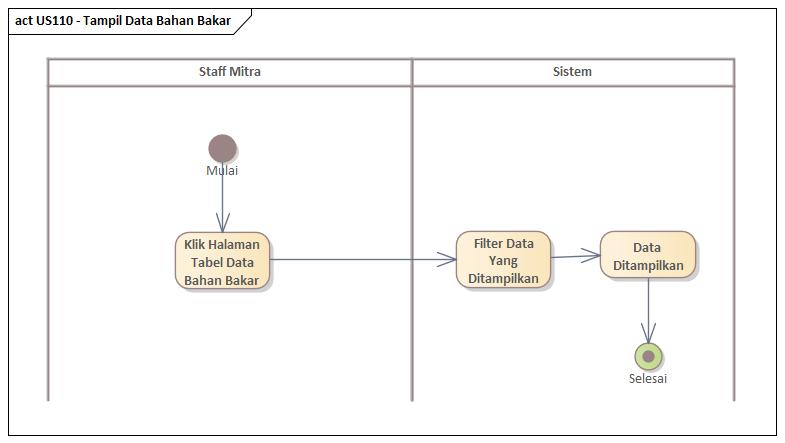 act US110 - Tampil Data Bahan Bakar
Staff Mitra
Sistem
Mulai
Klik Halaman
Tabel Data
Bahan Bakar
Filter Data
Yang
Ditampilkan
Data
Ditampilkan
Selesai